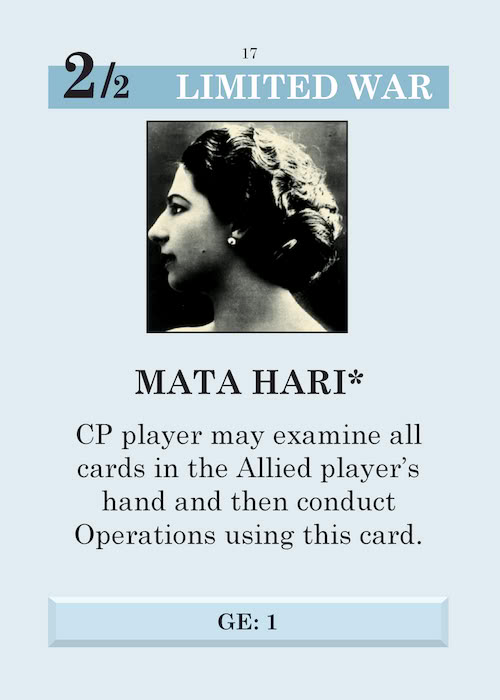 17
2/2 LIMITED WAR
MATA HARI*
CP player may examine all
cards in the Allied player’s
hand and then conduct
Operations using this card.
GE: 1